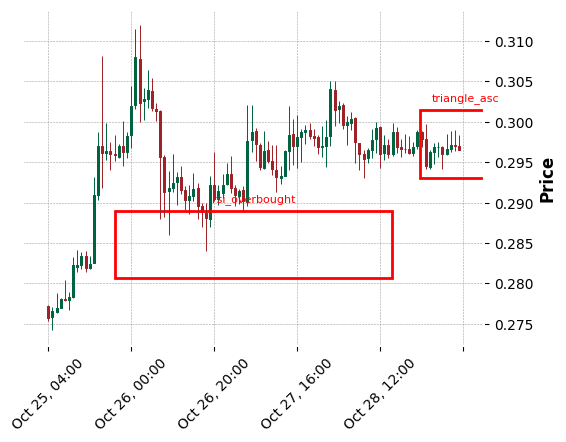 triangle_asc
rsi_overbought
0.310
0.305
0.300
0.295
0.290
0.285
0.280
0.275
Price
Oct 25, 04:00
Oct 26, 00:00
Oct 26, 20:00
Oct 27, 16:00
Oct 28, 12:00